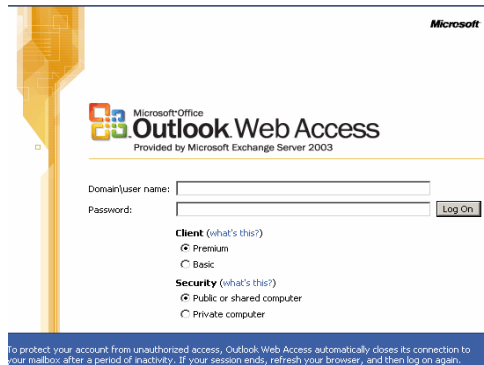 Microsoft
Microsoft Office
Outlook Web Access
Provided by Microsoft Exchange Server 2003
Domain\user name:
Password:
Log On
Client (what's this?)
Premium
Basic
Security (what's this?)
Public or shared computer
Private computer
To protect your account from unauthorized access, Outlook Web Access automatically closes its connection to
your mailbox after a period of inactivity. If your session ends, refresh your browser, and then log on again.